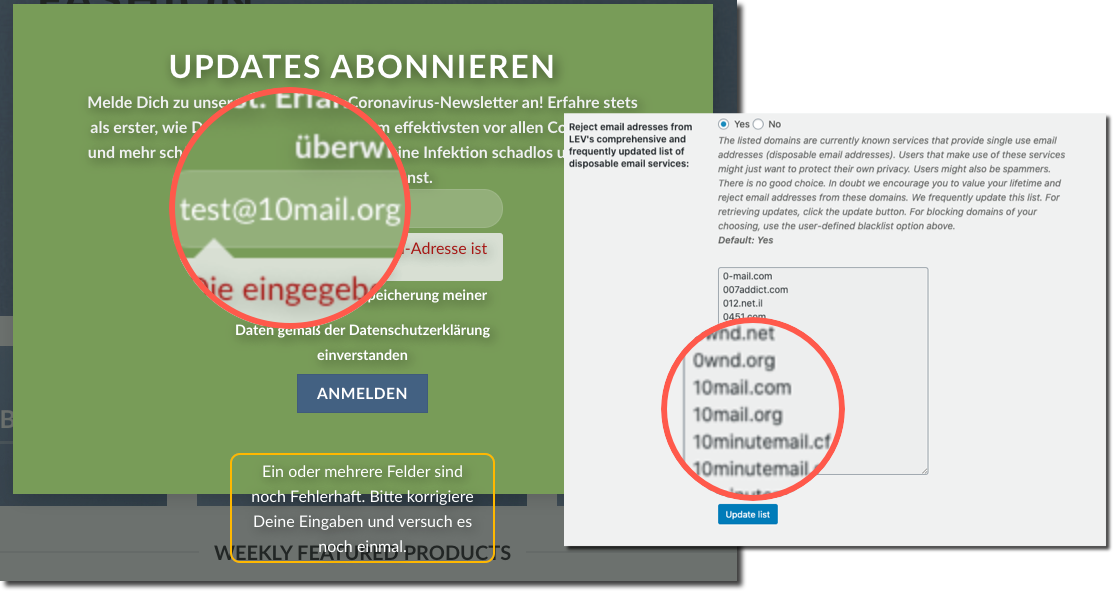 FASHION
UPDATES ABONNIEREN
Melde Dich zu unser Coronavirus-Newsletter an! Erfahre stets
als erster, wie D m effektivsten vor allen Co
und mehr sch ine Infektion schadlos u
nst.
st. Erfah
überw
test@10mail.org
-Adresse ist
Die eingegebe
peicherung meiner
Daten gemäß der Datenschutzerklärung
einverstanden
ANMELDEN
Ein oder mehrere Felder sind
noch Fehlerhaft. Bitte korrigiere
Deine Eingaben und versuch es
noch einmal.
WEEKLY FEATURED PRODUCTS
B
Reject email adresses from
LEV's comprehensive and
frequently updated list of
disposable email services:
Yes No
The listed domains are currently known services that provide single use email
addresses (disposable email addresses). Users that make use of these services
might just want to protect their own privacy. Users might also be spammers.
There is no good choice. In doubt we encourage you to value your lifetime and
reject email addresses from these domains. We frequently update this list. For
retrieving updates, click the update button. For blocking domains of your
choosing, use the user-defined blacklist option above.
Default: Yes
0-mail.com
007addict.com
012.net.il
0451.com
0wnd.net
0wnd.org
10mail.com
10mail.org
10minutemail.cf
10minutemail.
Update list